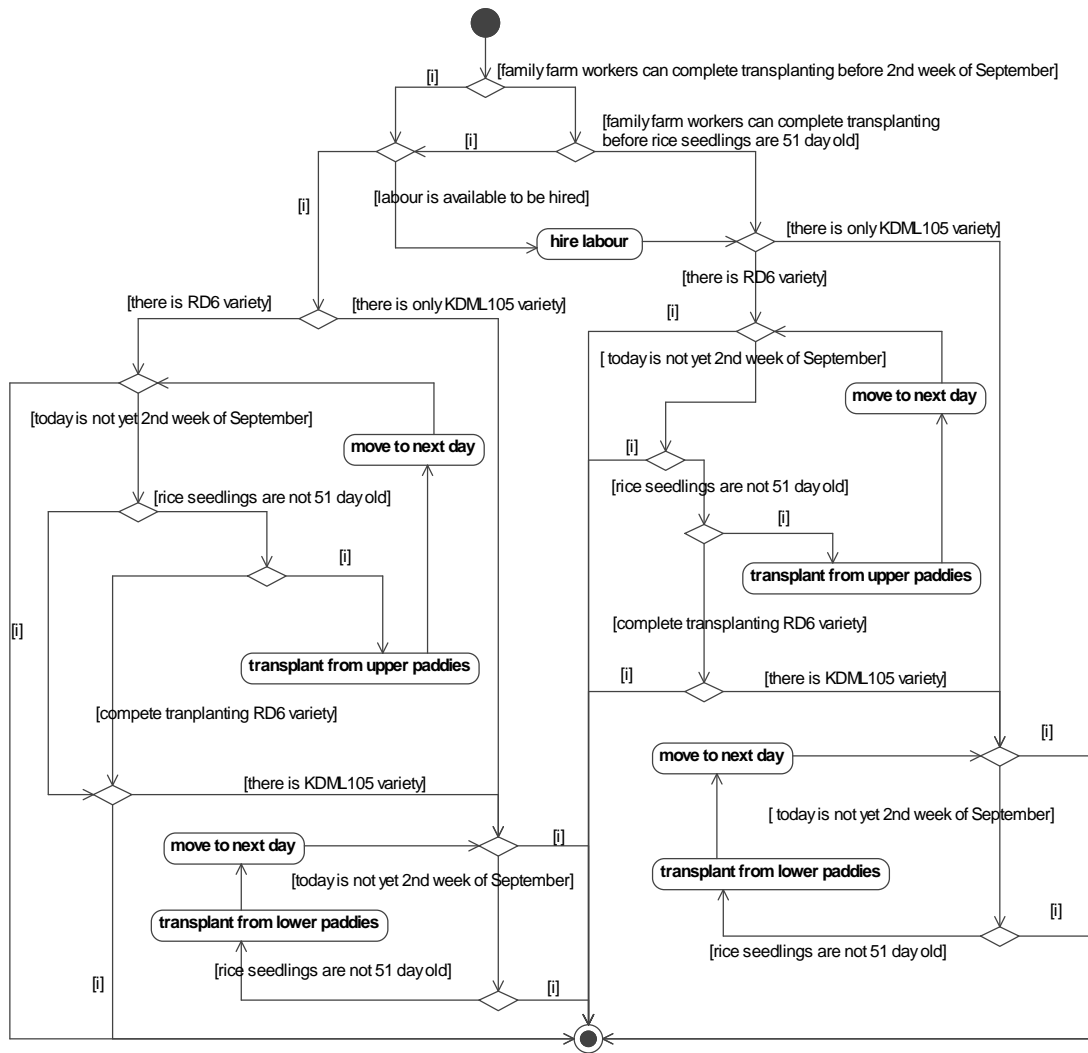 [family farm workers can complete transplanting before 2nd week of September]
[i]
[family farm workers can complete transplanting
before rice seedlings are 51 day old]
[i]
[labour is available to be hired]
[i]
hire labour
[there is only KDML105 variety]
[there is RD6 variety]
[there is RD6 variety]
[there is only KDML105 variety]
[i]
[ today is not yet 2nd week of September]
move to next day
[today is not yet 2nd week of September]
move to next day
[i]
[rice seedlings are not 51 day old]
[rice seedlings are not 51 day old]
[i]
[i]
transplant from upper paddies
[i]
[complete transplanting RD6 variety]
transplant from upper paddies
[i]
[there is KDML105 variety]
[compete tranplanting RD6 variety]
[i]
move to next day
[there is KDML105 variety]
[ today is not yet 2nd week of September]
[i]
move to next day
[today is not yet 2nd week of September]
transplant from lower paddies
transplant from lower paddies
[i]
[rice seedlings are not 51 day old]
[rice seedlings are not 51 day old]
[i]
[i]